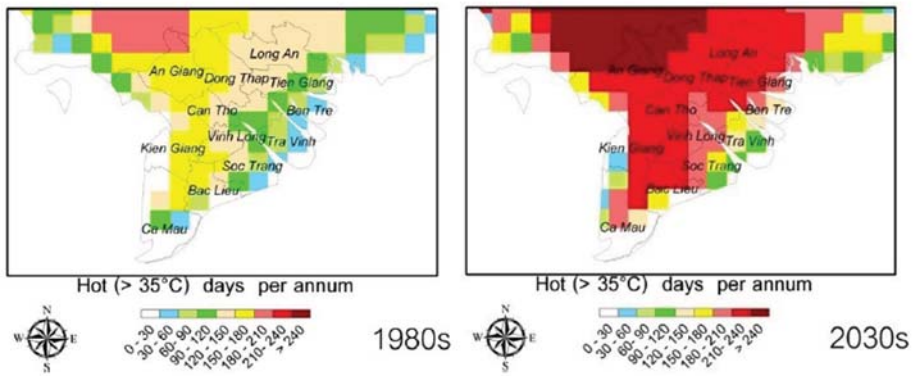 Long An
An Giang
Dong Thap
Tien Giang
Can Tho
Ben Tre
Vinh Long
Tra Vinh
Kien Giang
Soc Trang
Bac Lieu
Ca Mau
Hot (> 35°C) days per annum
N
W E
S
0 - 30
30 - 60
60- 90
90 - 120
120 - 150
150 - 180
180 - 210
210- 240
> 240
1980s
Long An
An Giang
Dong Thap
Tien Giang
Can Tho
Ben Tre
Vinh Long
Tra Vinh
Kien Giang
Soc Trang
Bac Lieu
Ca Mau
Hot (> 35°C) days per annum
N
W E
S
0 - 30
30 - 60
60- 90
90 - 120
120 - 150
150 - 180
180 - 210
210- 240
> 240
2030s